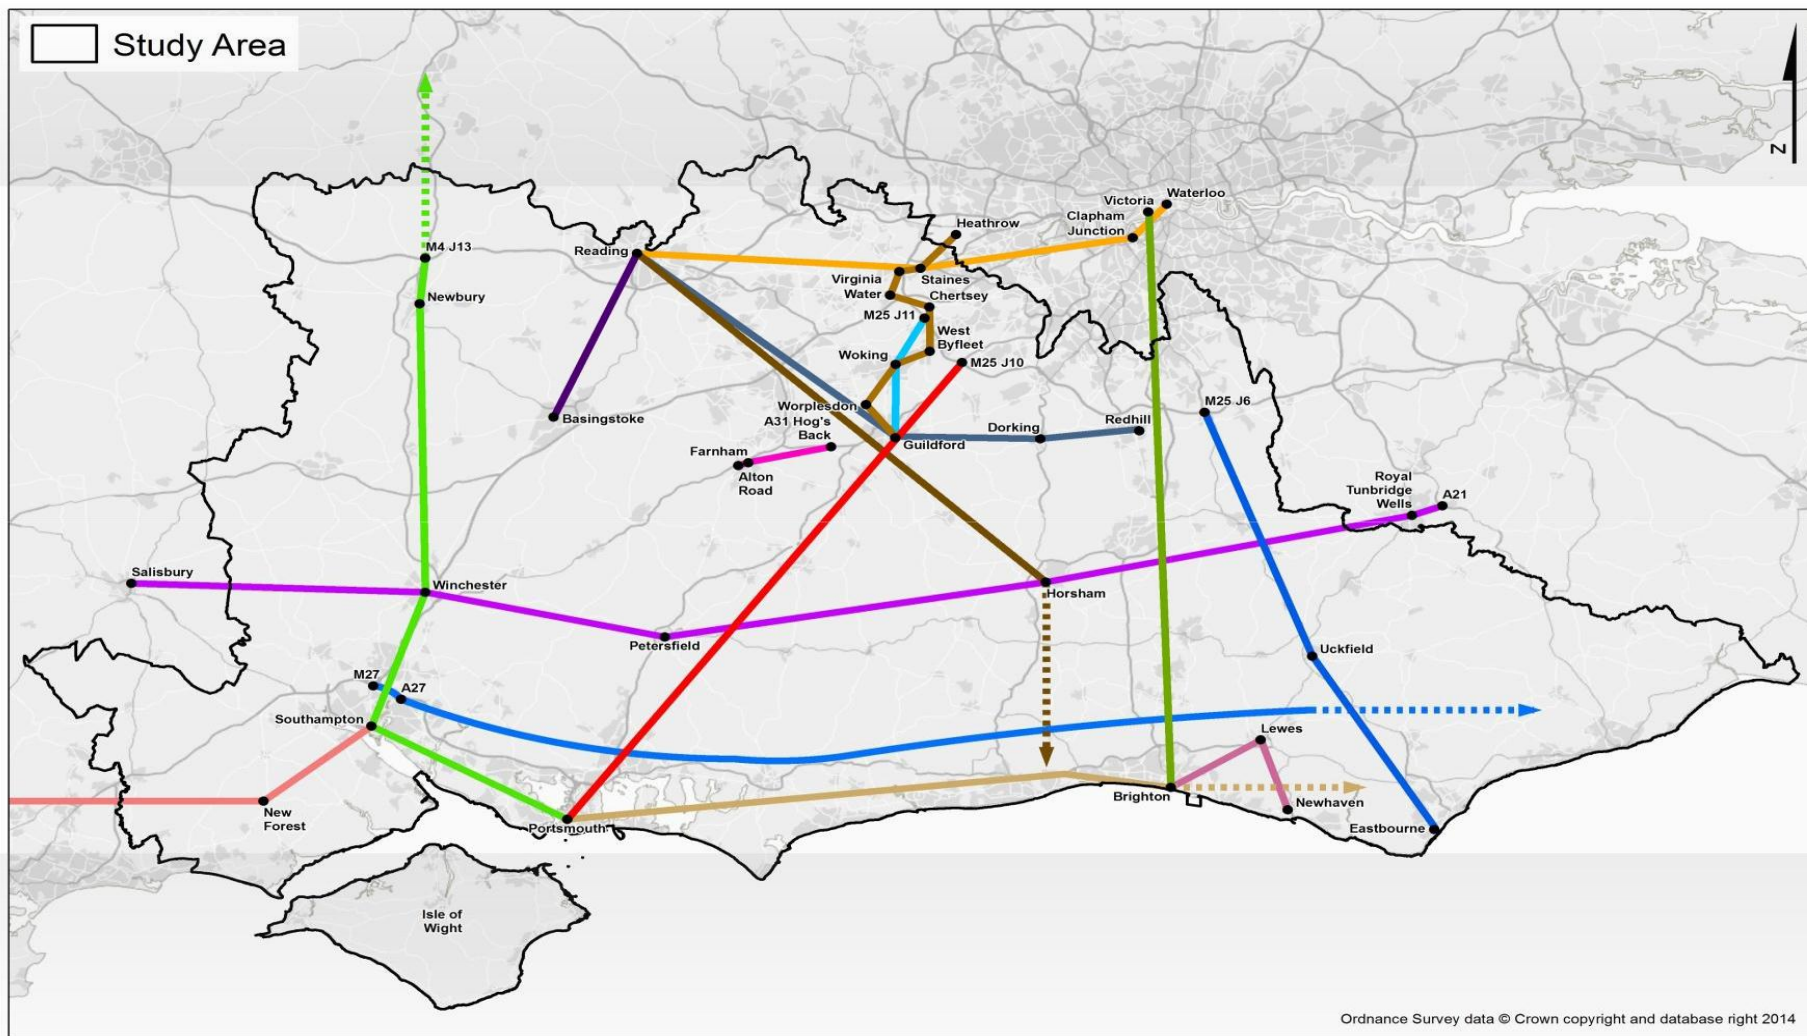 Study Area
Z
Waterloo
Victoria
Clapham
Junction
Heathrow
M4 J13
Reading
Virginia
Water
Staines
Newbury
Chertsey
M25 J11
West
Byfleet
Woking
M25 J10
Basingstoke
Worplesdon
A31 Hog's
Back
Guildford
Dorking
Redhill
M25 J6
Farnham
Alton
Road
Royal
Tunbridge
Wells
A21
Salisbury
Winchester
Horsham
Petersfield
Uckfield
M27
A27
Southampton
Lewes
New
Forest
Portsmouth
Brighton
Newhaven
Eastbourne
Isle of
Wight
Ordnance Survey data © Crown copyright and database right 2014